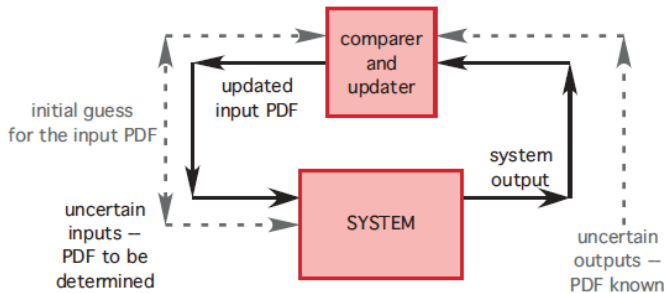 comparer
and
updater
updated
input PDF
initial guess
for the input PDF
system
output
uncertain
inputs –
PDF to be
determined
SYSTEM
uncertain
outputs –
PDF known